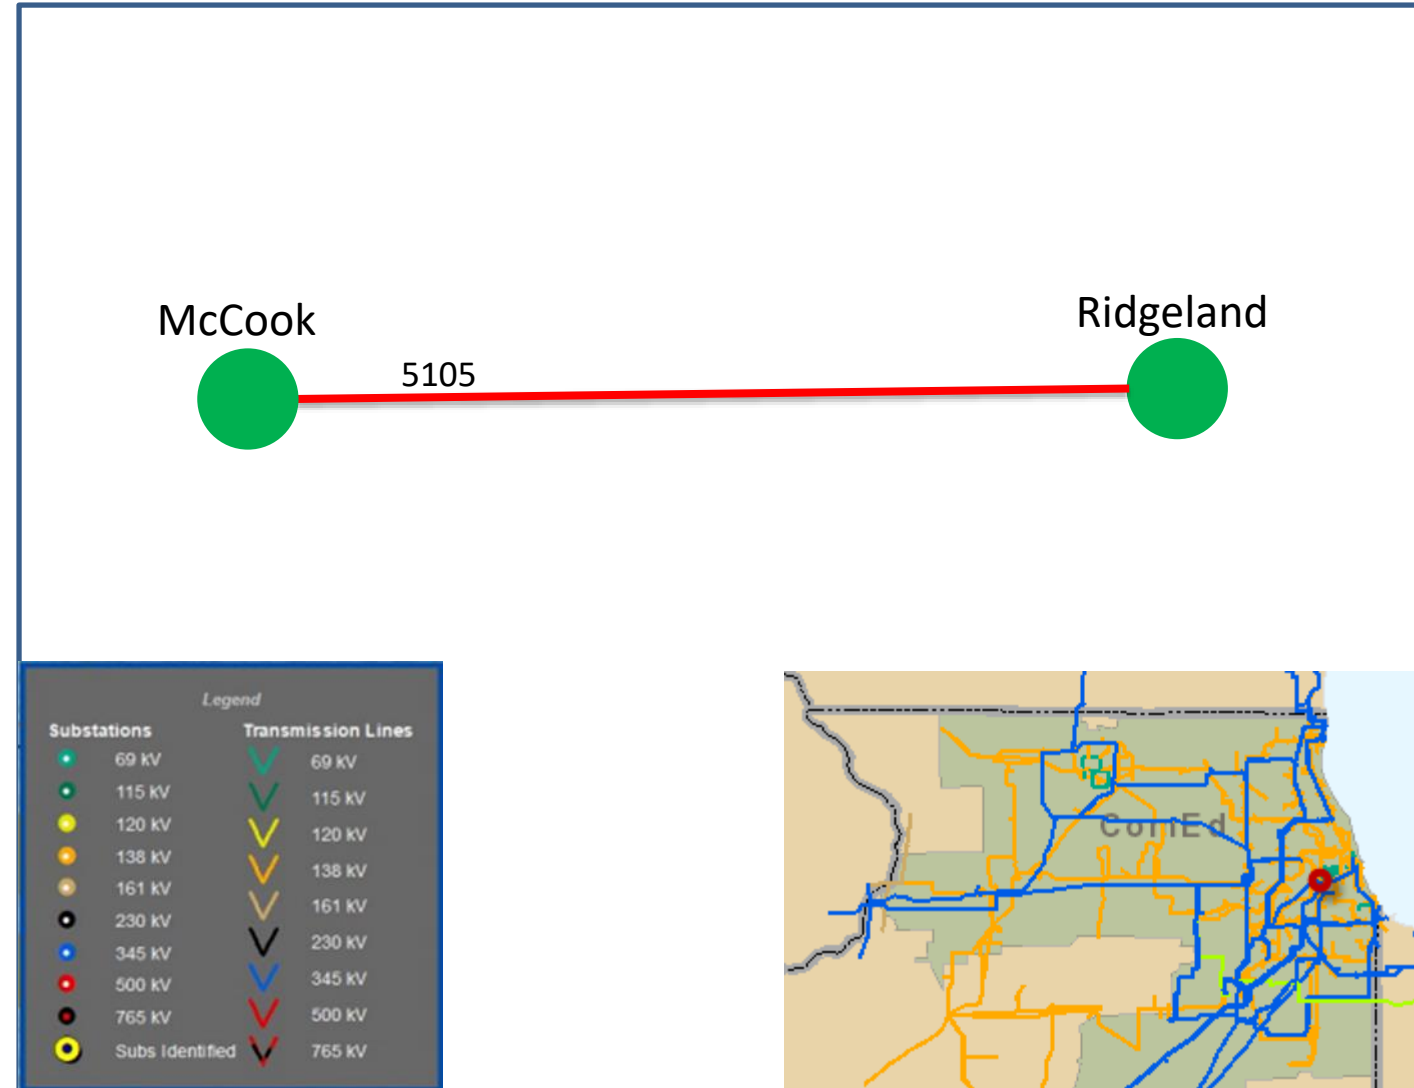 McCook
Ridgeland
5105
Legend
Substations
Transmission Lines
69 kV
69 kV
115 kV
115 kV
120 kV
120 kV
138 kV
138 kV
161 kV
161 kV
230 kV
230 kV
345 kV
345 kV
500 kV
500 kV
765 kV
765 kV
Subs Identified
ComEd